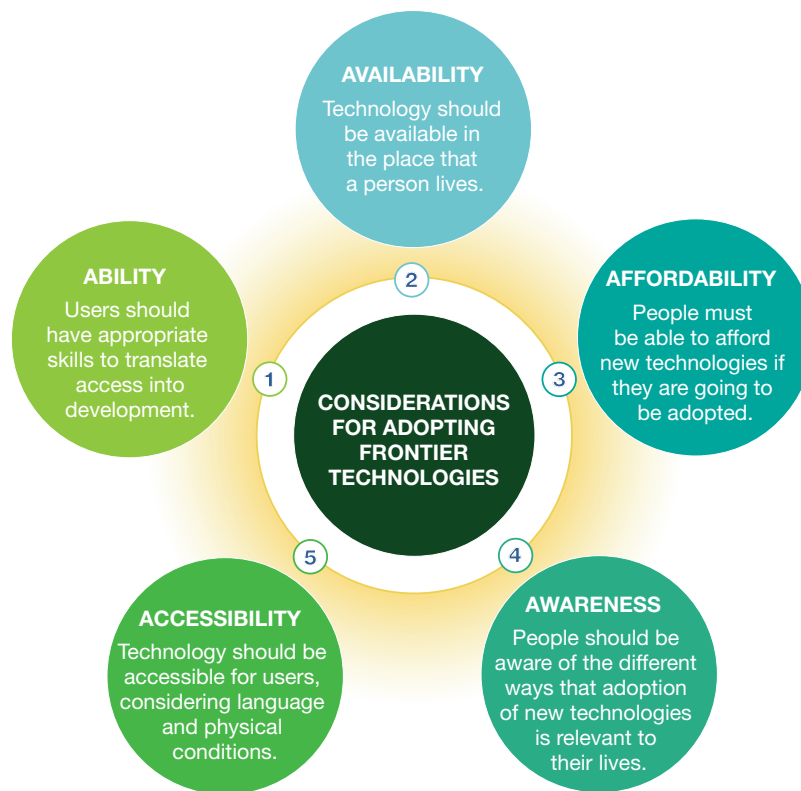 CONSIDERATIONS
FOR ADOPTING
FRONTIER
TECHNOLOGIES
1
ABILITY
Users should
have appropriate
skills to translate
access into
development.
2
AVAILABILITY
Technology should
be available in
the place that
a person lives.
3
AFFORDABILITY
People must
be able to afford
new technologies if
they are going to
be adopted.
4
AWARENESS
People should be
aware of the different
ways that adoption
of new technologies
is relevant to
their lives.
5
ACCESSIBILITY
Technology should be
accessible for users,
considering language
and physical
conditions.